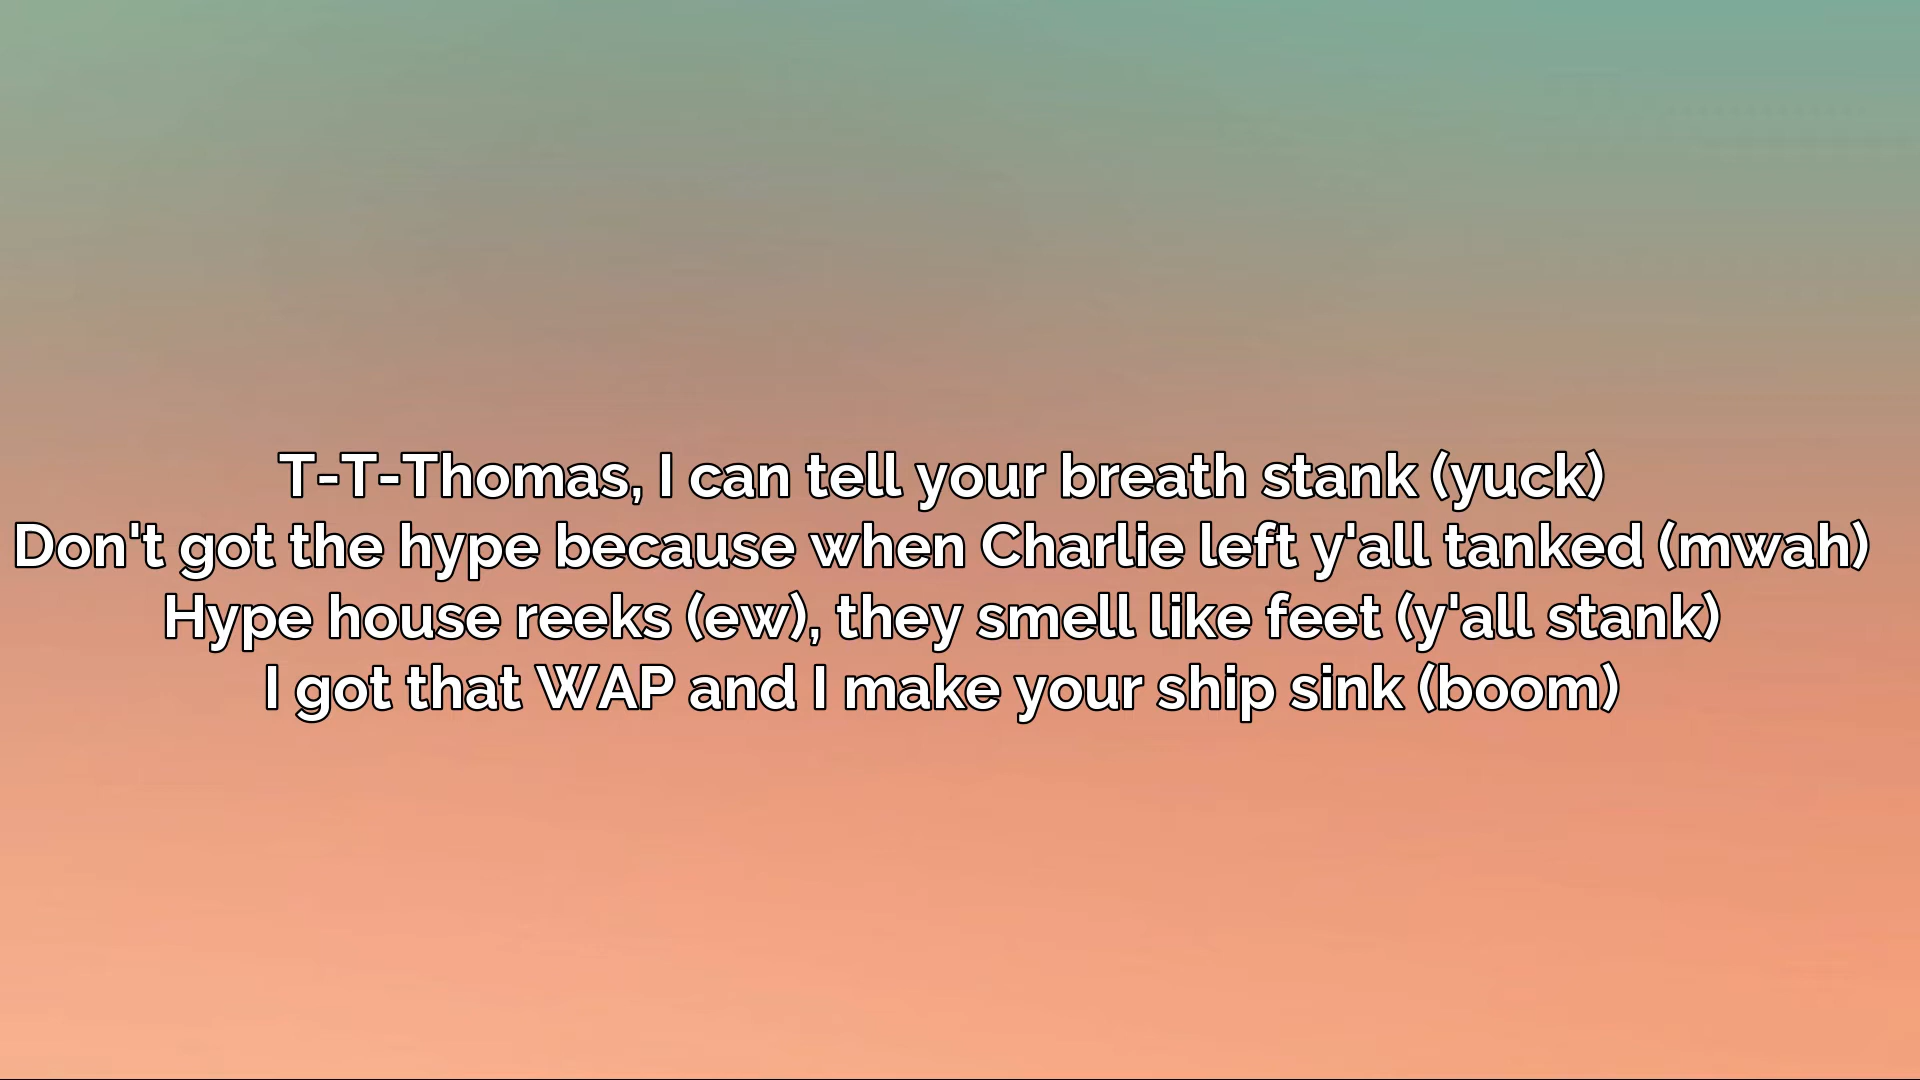 T-T-Thomas, I can tell your breath stank (yuck)
Don't got the hype because when Charlie left y'all tanked (mwah)
Hype house reeks (ew), they smell like feet (y'all stank)
I got that WAP and I make your ship sink (boom)